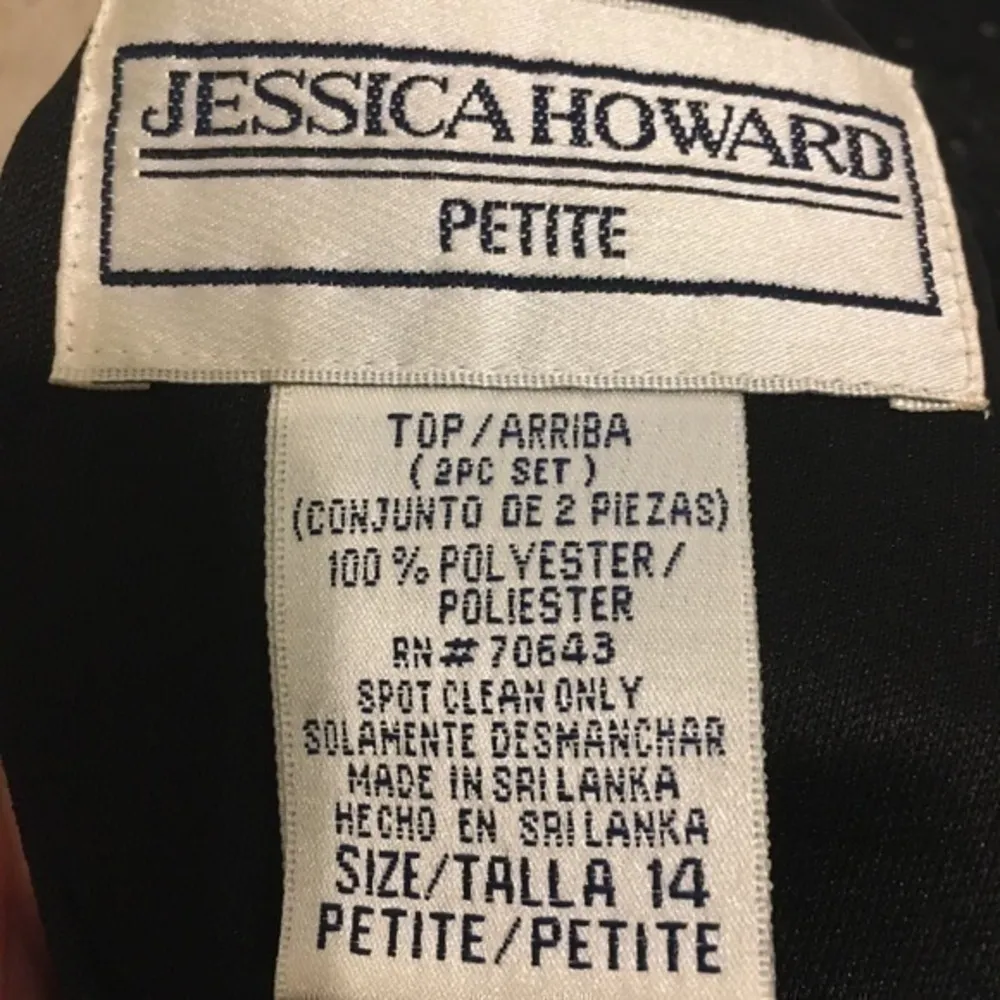 JESSICA HOWARD
PETITE
TOP/ARRIBA
(2PC SET)
(CONJUNTO DE 2 PIEZAS)
100% POLYESTER/
POLIESTER
RN#70643
SPOT CLEAN ONLY
SOLAMENTE DESMANCHAR
MADE IN SRI LANKA
HECHO EN SRI LANKA
SIZE/TALLA 14
PETITE/PETITE